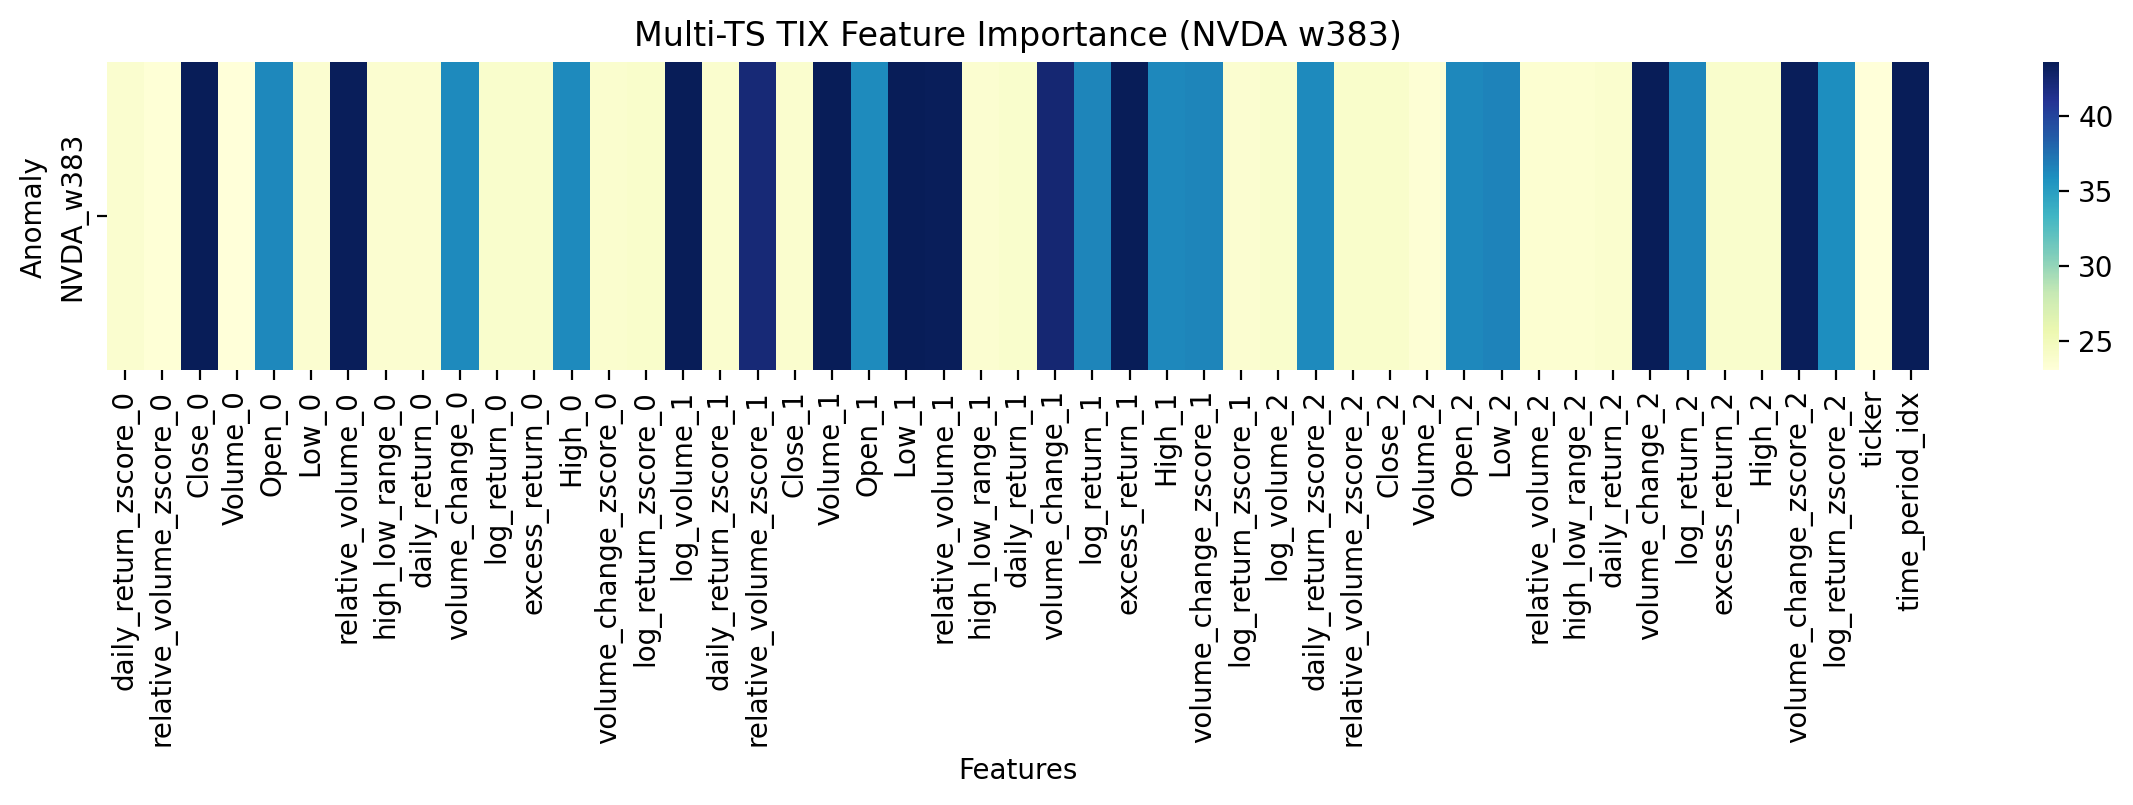 Multi-TS TIX Feature Importance (NVDA w383)
Anomaly
NVDA_w383
40
35
30
25
daily_return_zscore_0
relative_volume_zscore_0
Close_0
Volume_0
Open_0
Low_0
relative_volume_0
high_low_range_0
daily_return_0
volume_change_0
log_return_0
excess_return_0
High_0
volume_change_zscore_0
log_return_zscore_0
log_volume_1
daily_return_zscore_1
relative_volume_zscore_1
Close_1
Volume_1
Open_1
Low_1
relative_volume_1
high_low_range_1
daily_return_1
volume_change_1
log_return_1
excess_return_1
High_1
volume_change_zscore_1
log_return_zscore_1
log_volume_2
daily_return_zscore_2
relative_volume_zscore_2
Close_2
Volume_2
Open_2
Low_2
relative_volume_2
high_low_range_2
daily_return_2
volume_change_2
log_return_2
excess_return_2
High_2
volume_change_zscore_2
log_return_zscore_2
ticker
time_period_idx
Features